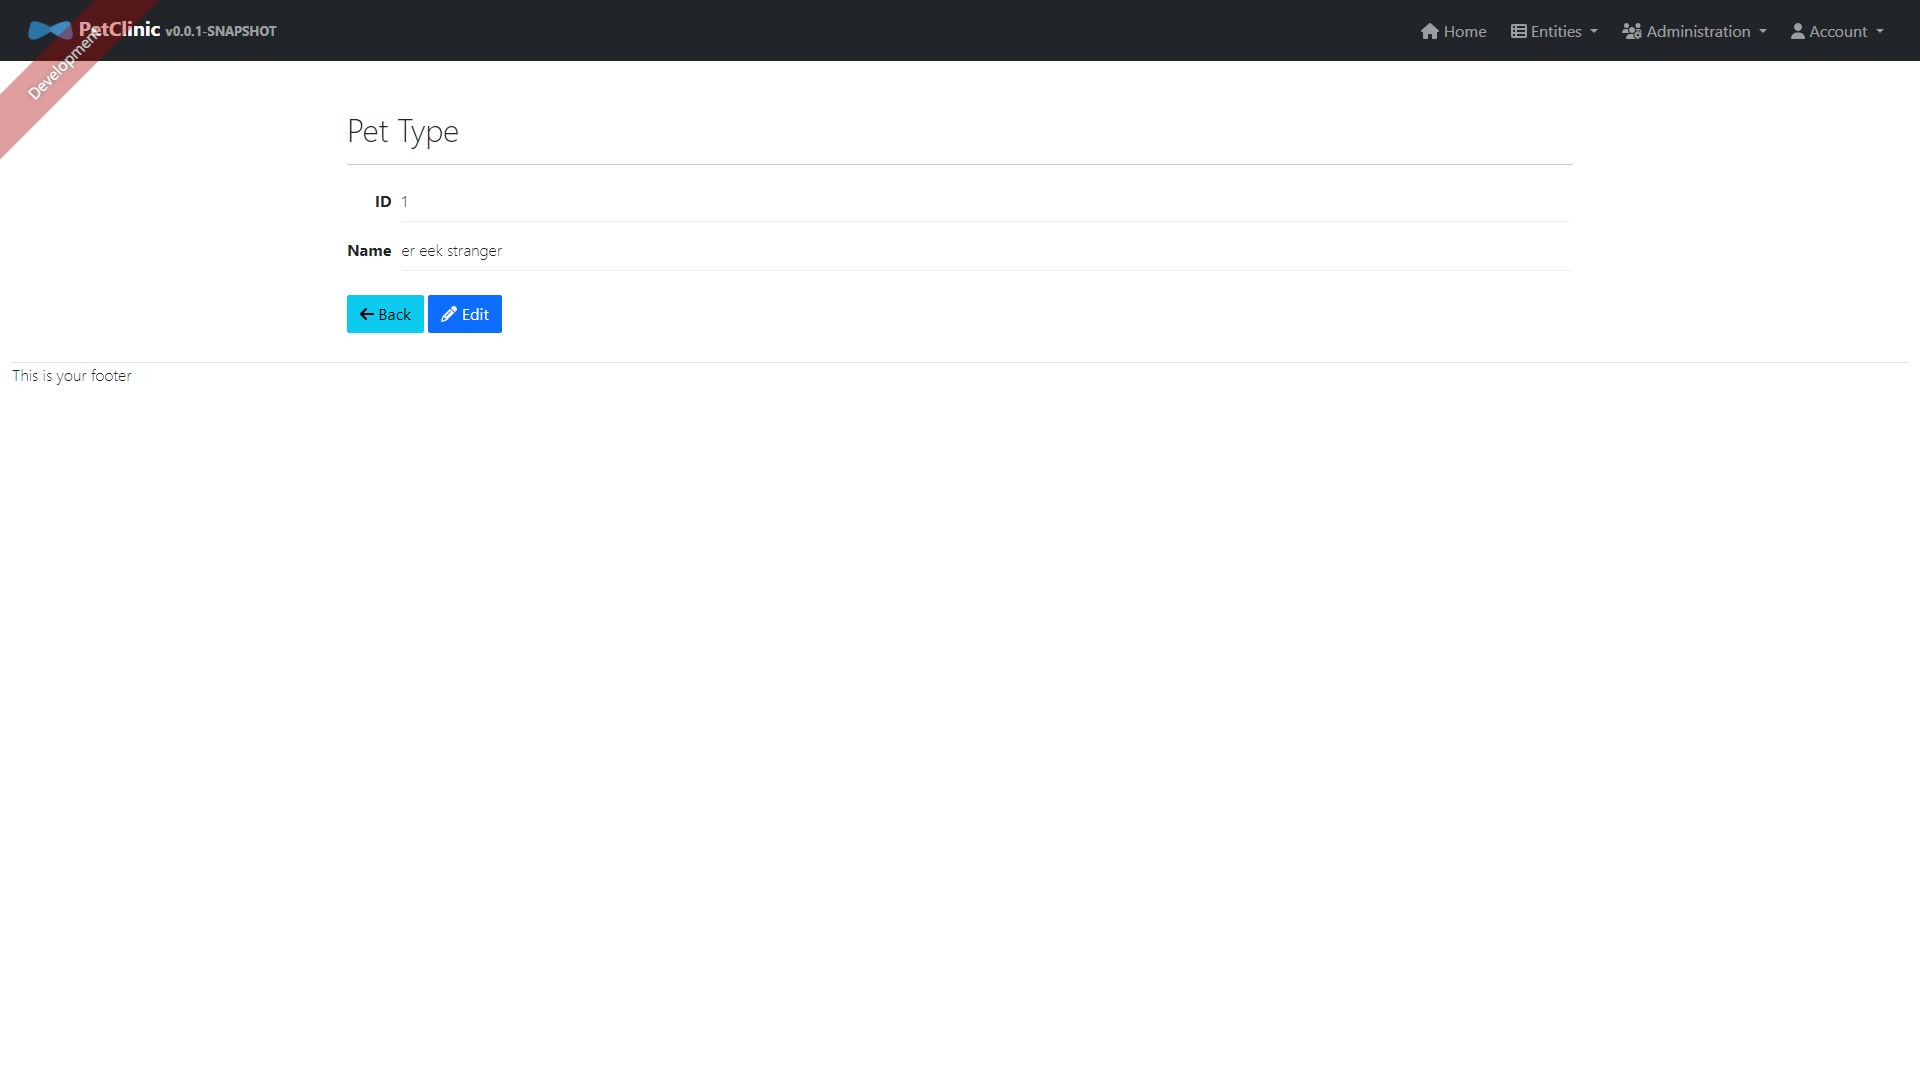 PetClinic v0.0.1-SNAPSHOT
Home Entities Administration Account
Development
Pet Type
ID 1
Name er eek stranger
Back Edit
This is your footer